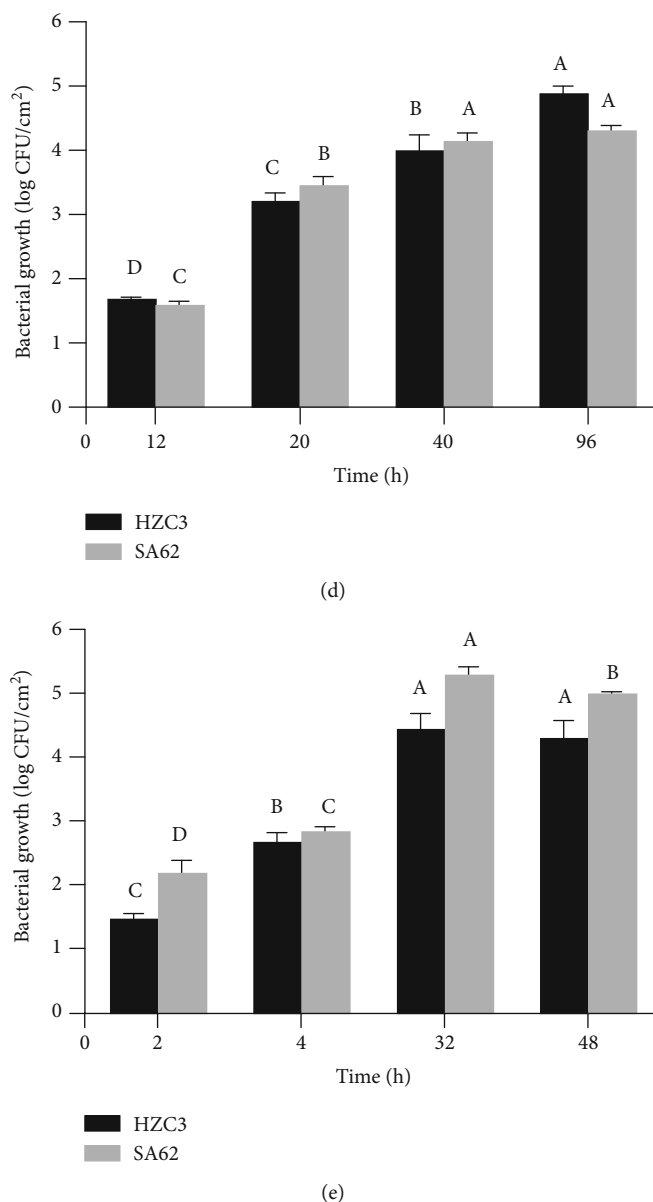 6
5
4
3
2
1
0
Bacterial growth (log CFU/cm²)
D C C B B A A A
0 12 20 40 96
Time (h)
HZC3
SA62
(d)
6
5
4
3
2
1
0
Bacterial growth (log CFU/cm²)
C D B C A A A B
0 2 4 32 48
Time (h)
HZC3
SA62
(e)